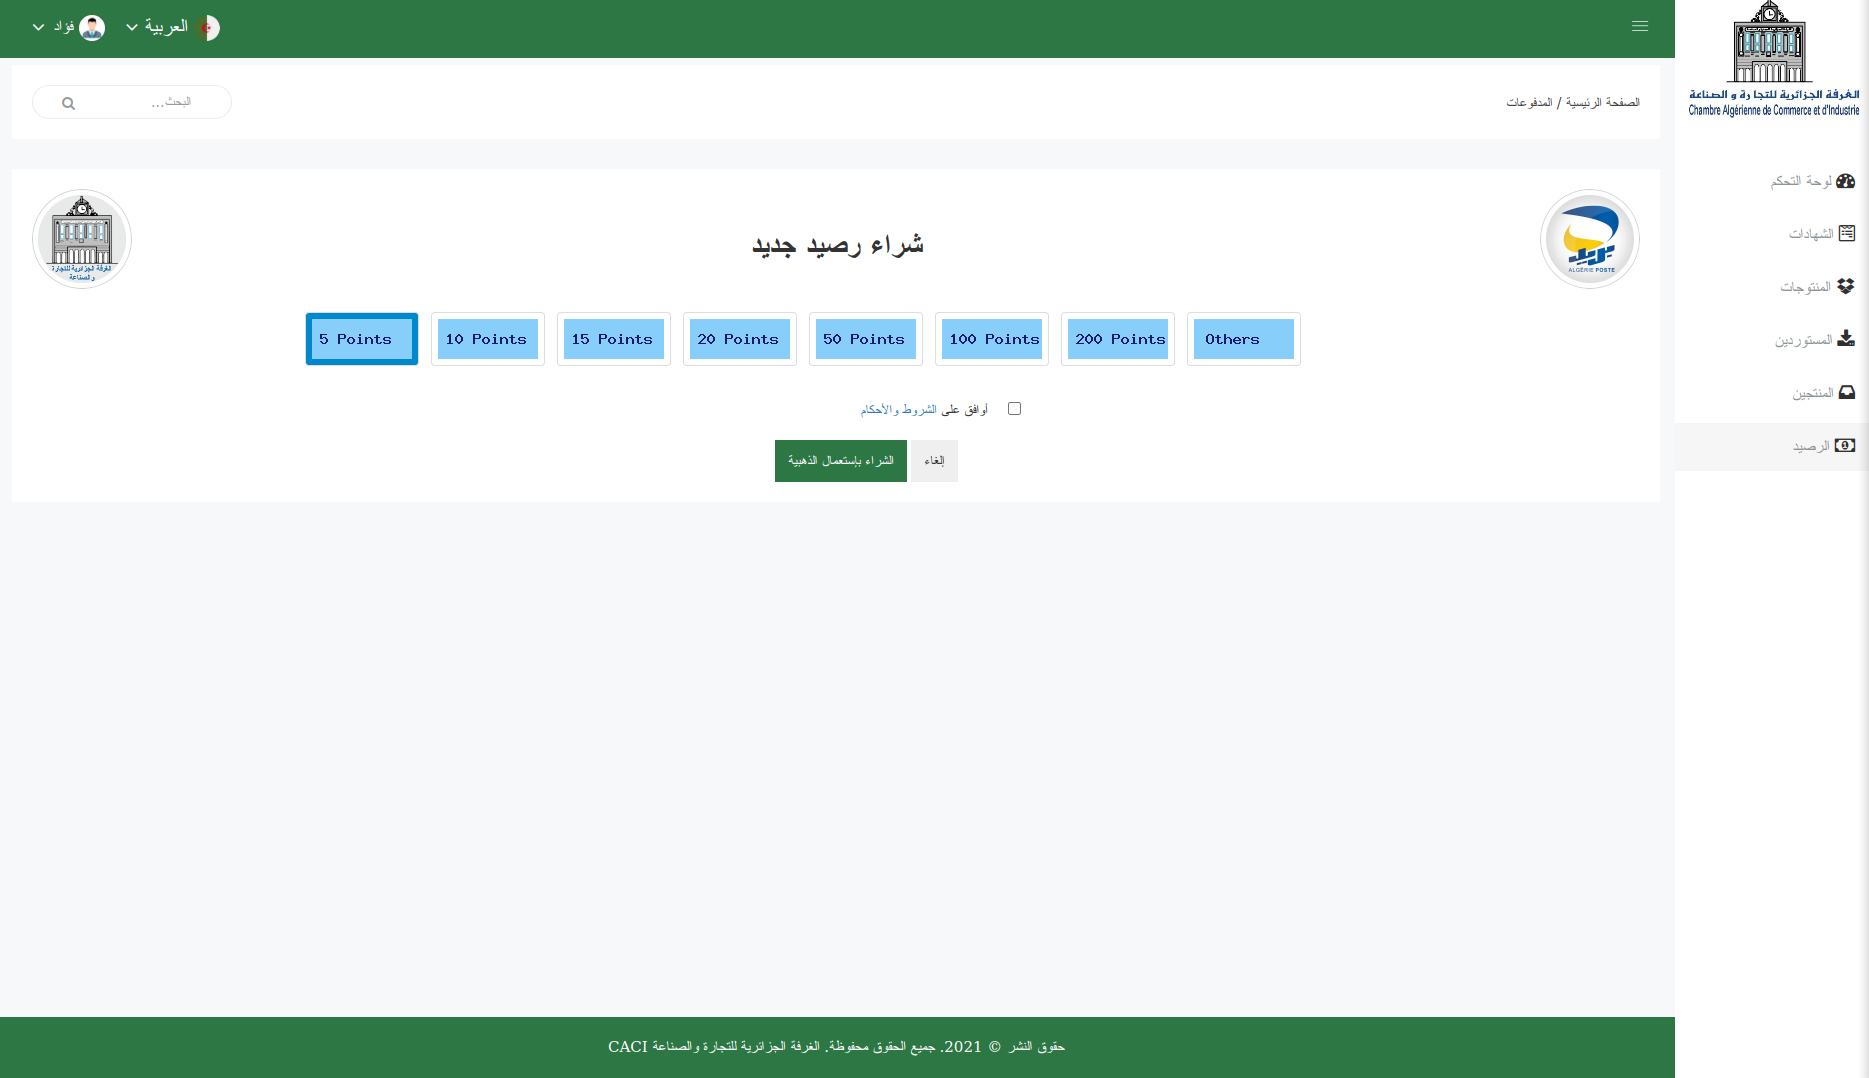 العربية
فؤاد
الغرفة الجزائرية للتجارة و الصناعة
Chambre Algérienne de Commerce et d'Industrie
لوحة التحكم
الشهادات
المنتوجات
المستوردين
المنتجين
الرصيد
الصفحة الرئيسية / المدفوعات
البحث...
ALGÉRIE POSTE
بريد
شراء رصيد جديد
الغرفة الجزائرية للتجارة
و الصناعة
5 Points
10 Points
15 Points
20 Points
50 Points
100 Points
200 Points
Others
أوافق على الشروط والأحكام
إلغاء
الشراء بإستعمال الذهبية
حقوق النشر © 2021. جميع الحقوق محفوظة. الغرفة الجزائرية للتجارة والصناعة CACI